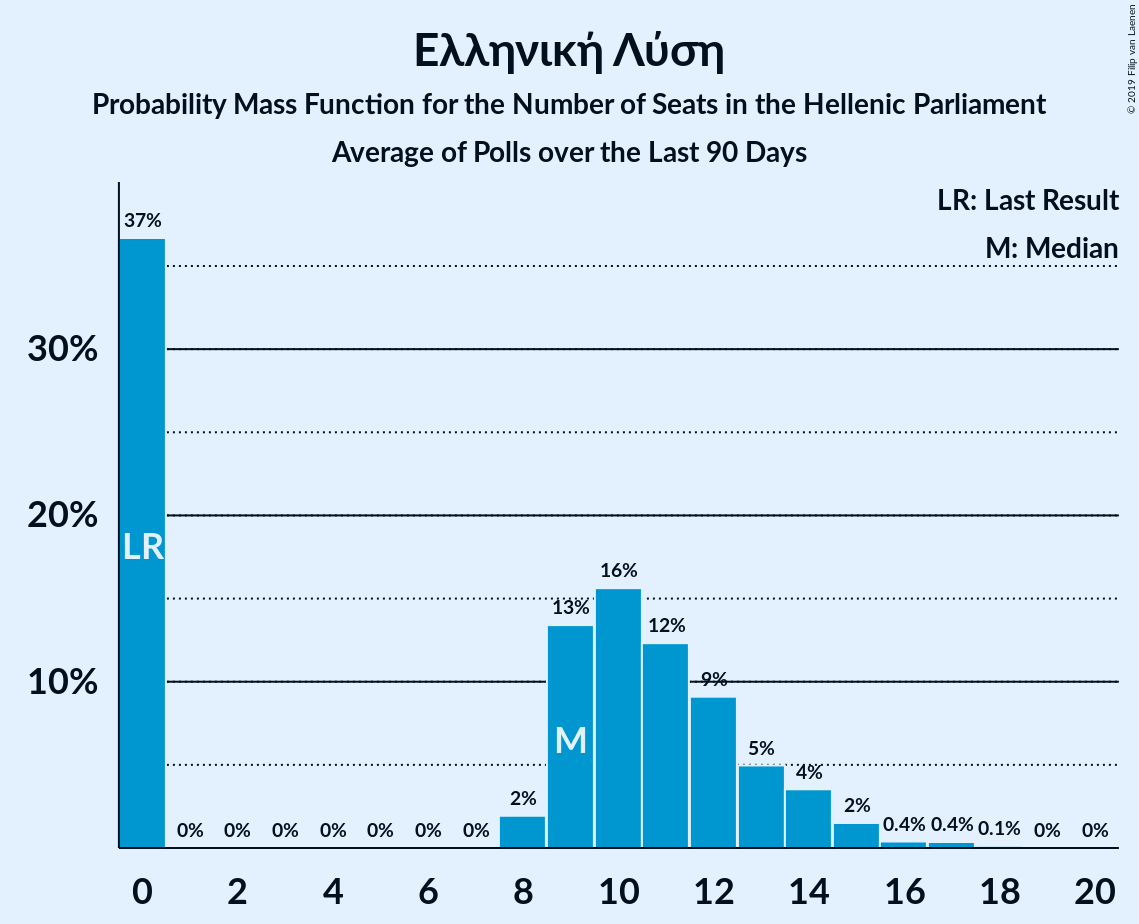 Ελληνική Λύση
Probability Mass Function for the Number of Seats in the Hellenic Parliament
Average of Polls over the Last 90 Days
© 2019 Filip van Laenen
LR: Last Result
M: Median
37%
30%
20%
LR
16%
13%
12%
10%
9%
M
5%
4%
2%
2%
0% 0% 0% 0% 0% 0% 0% 0.4% 0.4% 0.1% 0% 0%
0 2 4 6 8 10 12 14 16 18 20